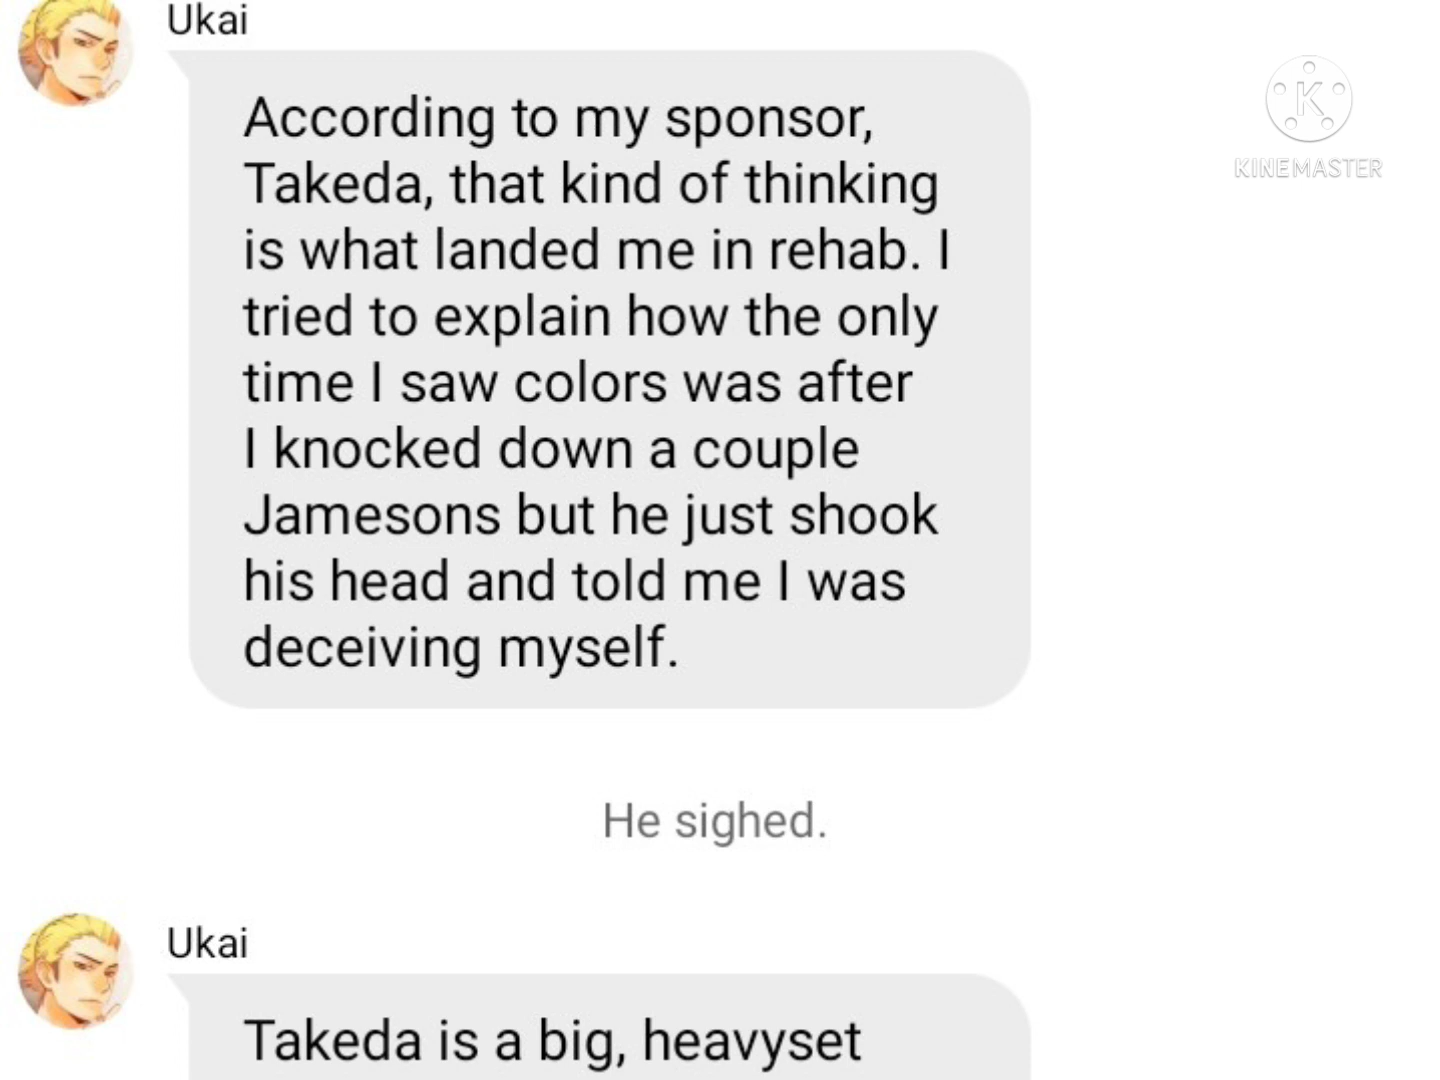 Ukai
According to my sponsor,
Takeda, that kind of thinking
is what landed me in rehab. I
tried to explain how the only
time I saw colors was after
I knocked down a couple
Jamesons but he just shook
his head and told me I was
deceiving myself.
K
KINEMASTER
He sighed.
Ukai
Takeda is a big, heavyset